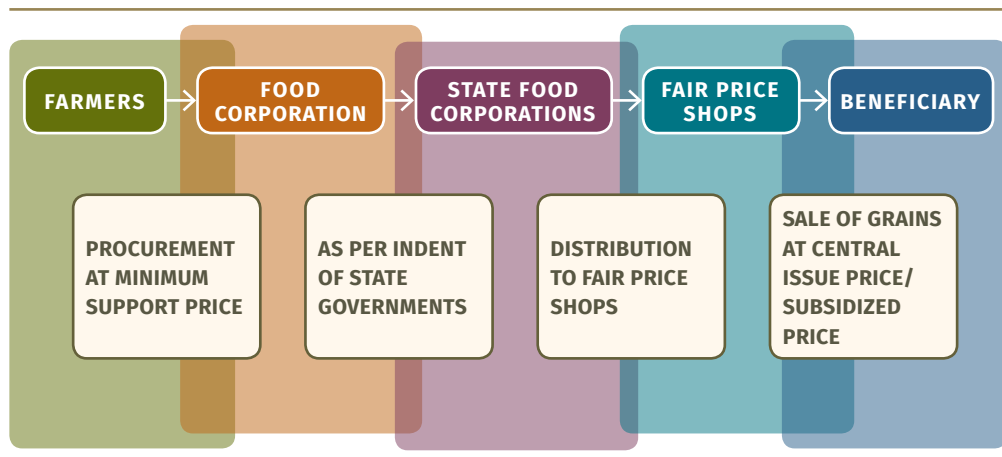 FARMERS
FOOD
CORPORATION
STATE FOOD
CORPORATIONS
FAIR PRICE
SHOPS
BENEFICIARY
PROCUREMENT
AT MINIMUM
SUPPORT PRICE
AS PER INDENT
OF STATE
GOVERNMENTS
DISTRIBUTION
TO FAIR PRICE
SHOPS
SALE OF GRAINS
AT CENTRAL
ISSUE PRICE/
SUBSIDIZED
PRICE